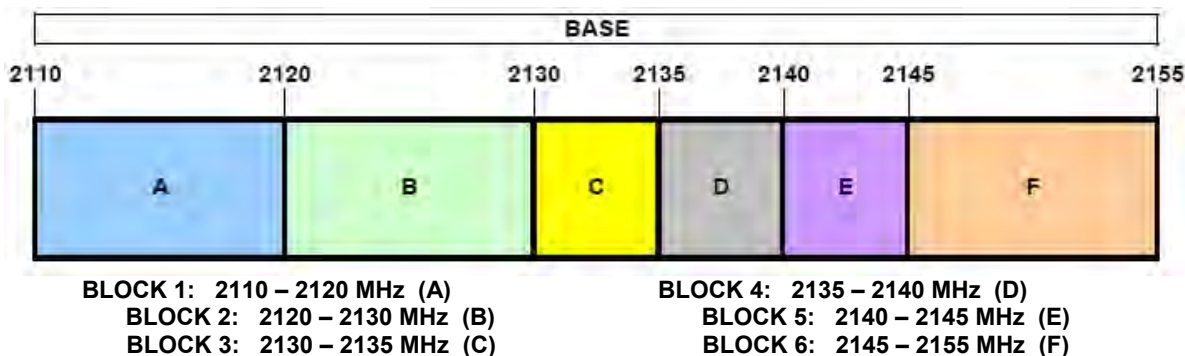 BASE
2110 2120 2130 2135 2140 2145 2155
A B C D E F
BLOCK 1: 2110 – 2120 MHz (A)
BLOCK 2: 2120 – 2130 MHz (B)
BLOCK 3: 2130 – 2135 MHz (C)
BLOCK 4: 2135 – 2140 MHz (D)
BLOCK 5: 2140 – 2145 MHz (E)
BLOCK 6: 2145 – 2155 MHz (F)